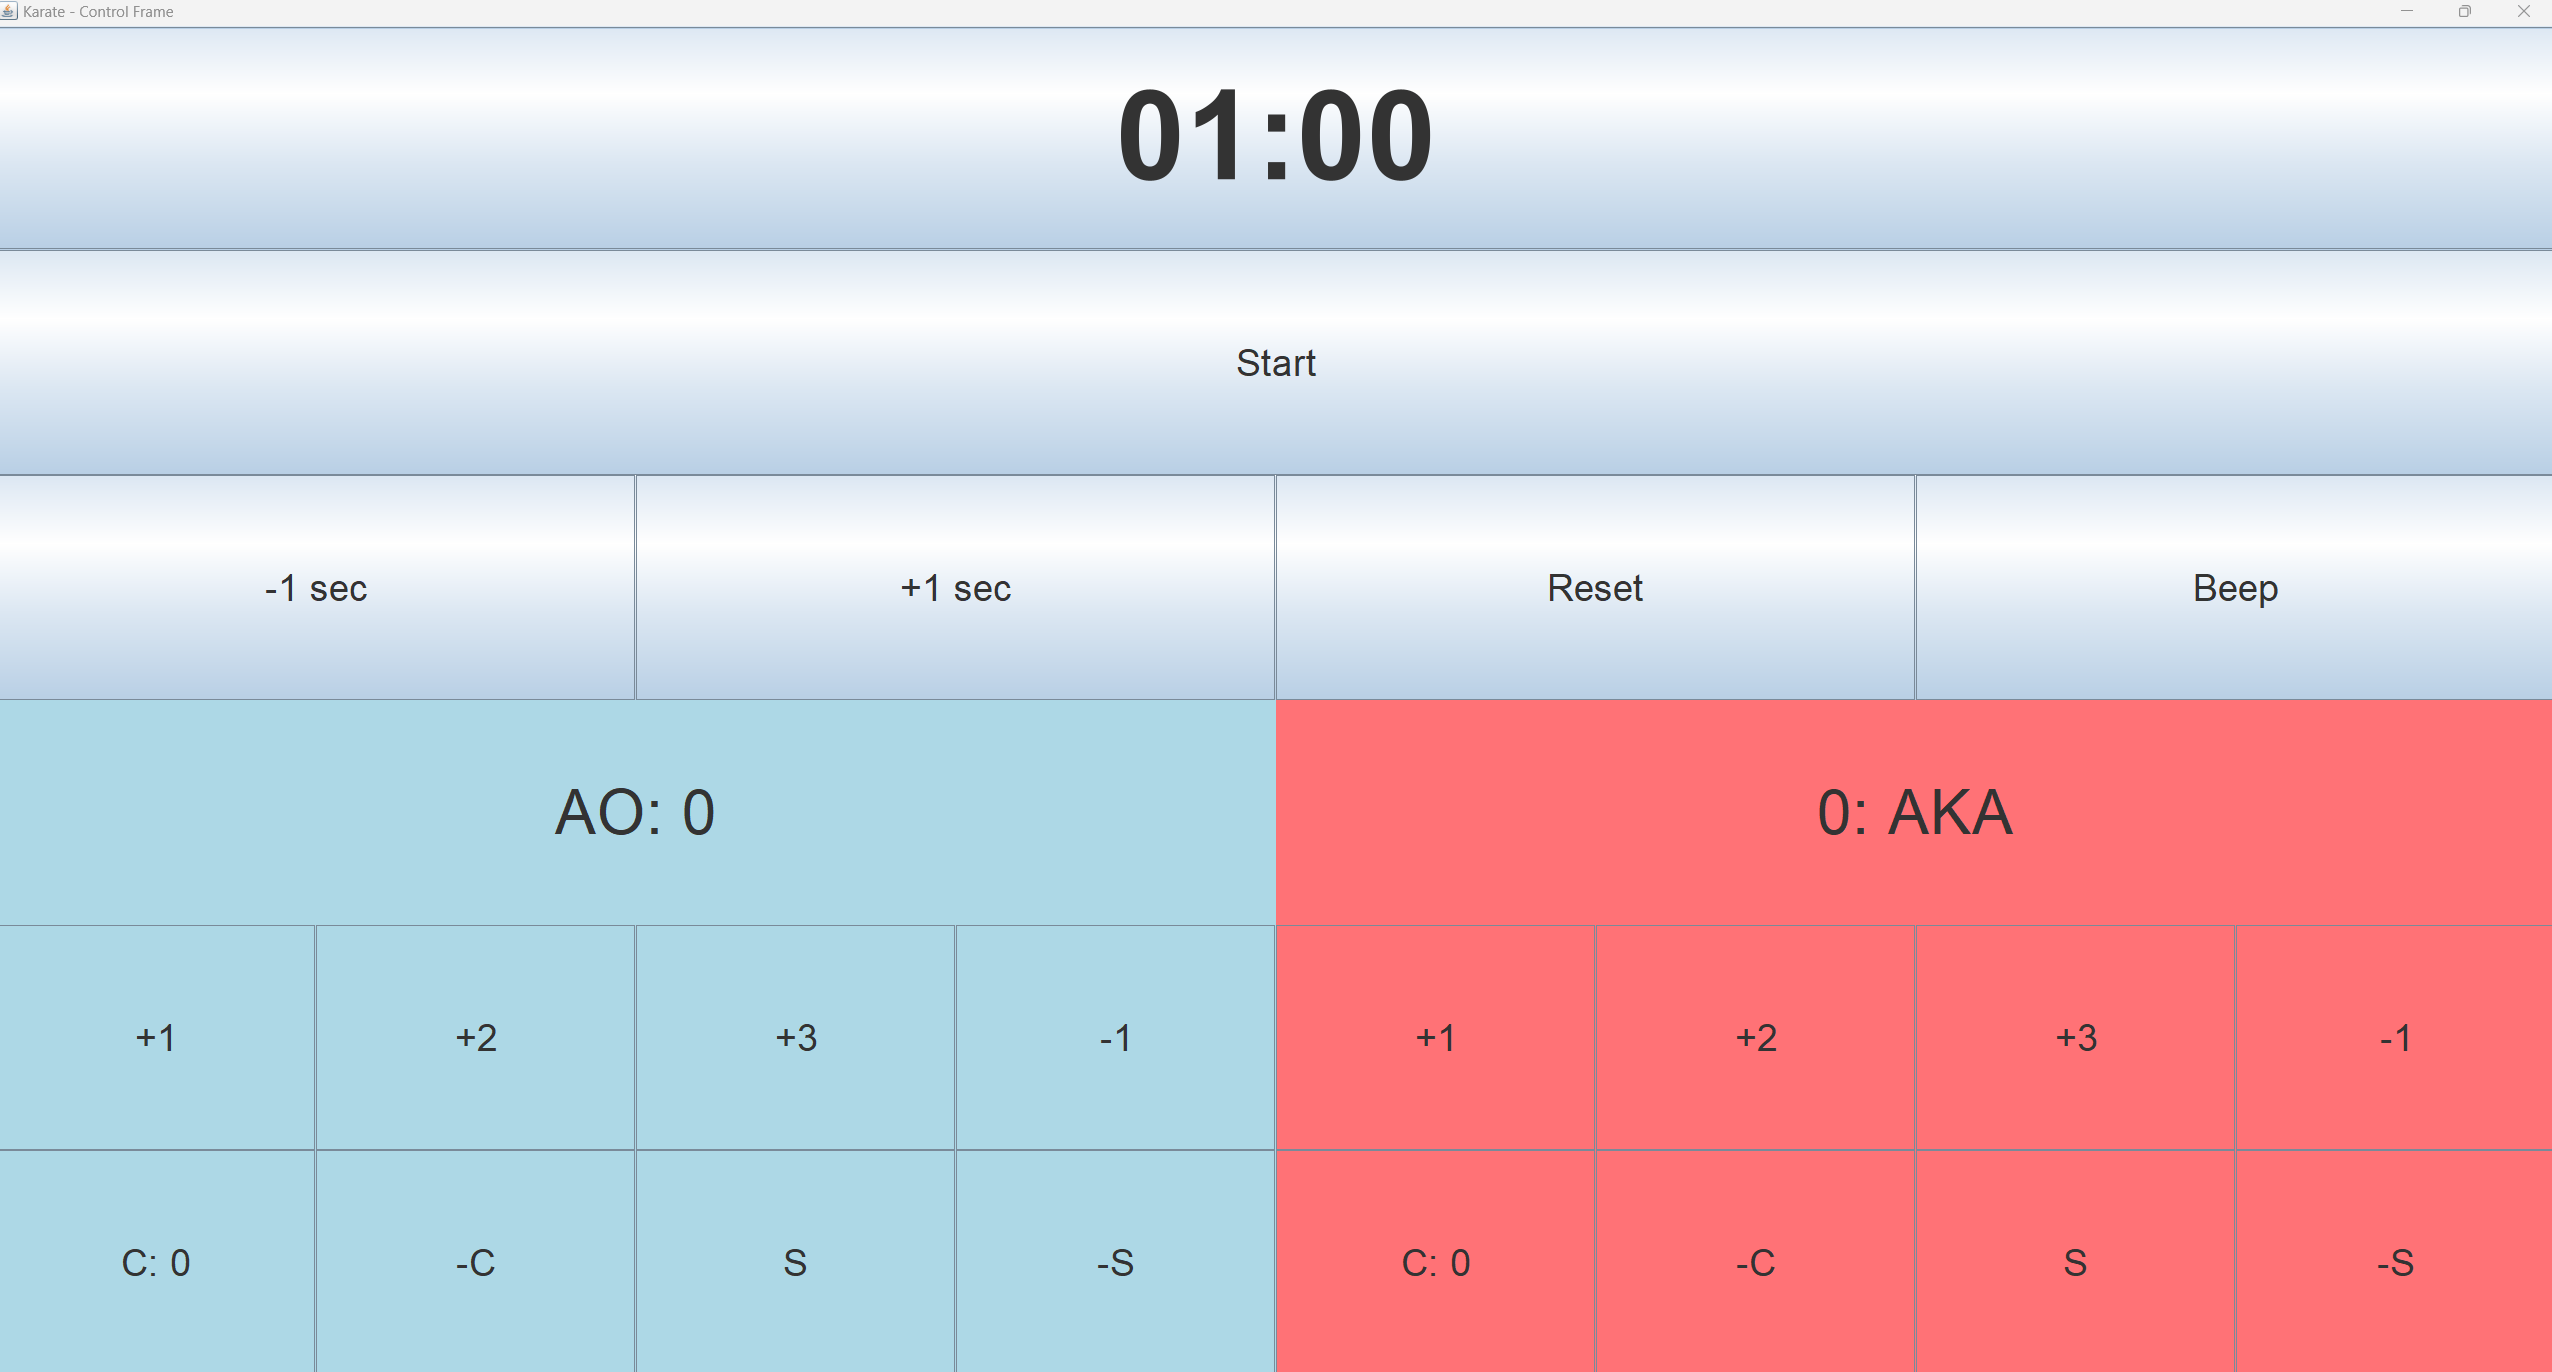 Karate - Control Frame
01:00
Start
-1 sec +1 sec Reset Beep
AO: 0 0: AKA
+1 +2 +3 -1 +1 +2 +3 -1
C: 0 -C S -S C: 0 -C S -S